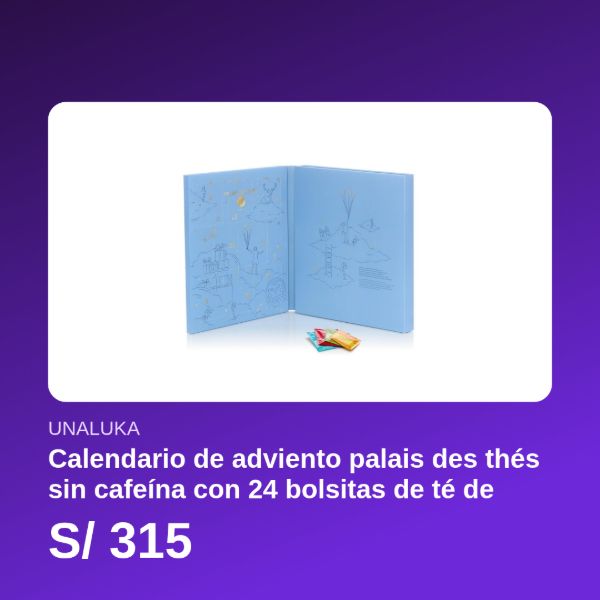 UNALUKA
Calendario de adviento palais des thés
sin cafeína con 24 bolsitas de té de
S/ 315